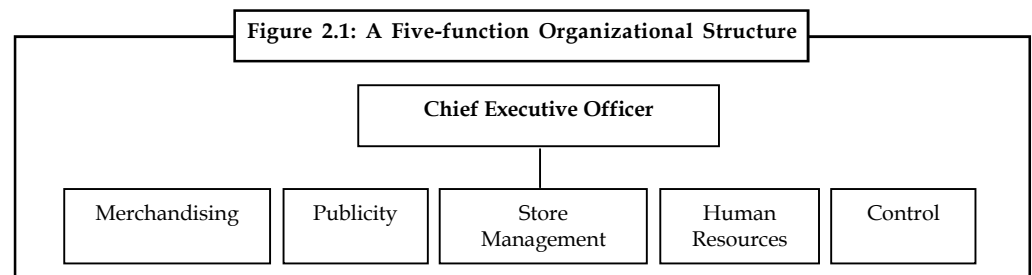 Figure 2.1: A Five-function Organizational Structure
Chief Executive Officer
Merchandising
Publicity
Store
Management
Human
Resources
Control